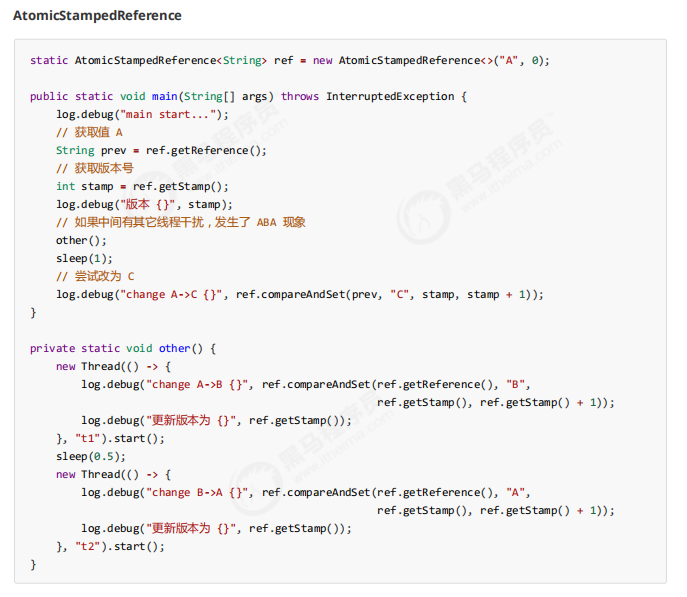 AtomicStampedReference
static AtomicStampedReference<String> ref = new AtomicStampedReference<>("A", 0);
public static void main(String[] args) throws InterruptedException {
log.debug("main start...");
// 获取值 A
String prev = ref.getReference();
// 获取版本号
int stamp = ref.getStamp();
log.debug("版本 {}", stamp);
// 如果中间有其它线程干扰，发生了 ABA 现象
other();
sleep(1);
// 尝试改为 C
log.debug("change A->C {}", ref.compareAndSet(prev, "C", stamp, stamp + 1));
}
private static void other() {
new Thread(() -> {
log.debug("change A->B {}", ref.compareAndSet(ref.getReference(), "B",
ref.getStamp(), ref.getStamp() + 1));
log.debug("更新版本为 {}", ref.getStamp());
}, "t1").start();
sleep(0.5);
new Thread(() -> {
log.debug("change B->A {}", ref.compareAndSet(ref.getReference(), "A",
ref.getStamp(), ref.getStamp() + 1));
log.debug("更新版本为 {}", ref.getStamp());
}, "t2").start();
}
黑马程序员
www.itheima.com